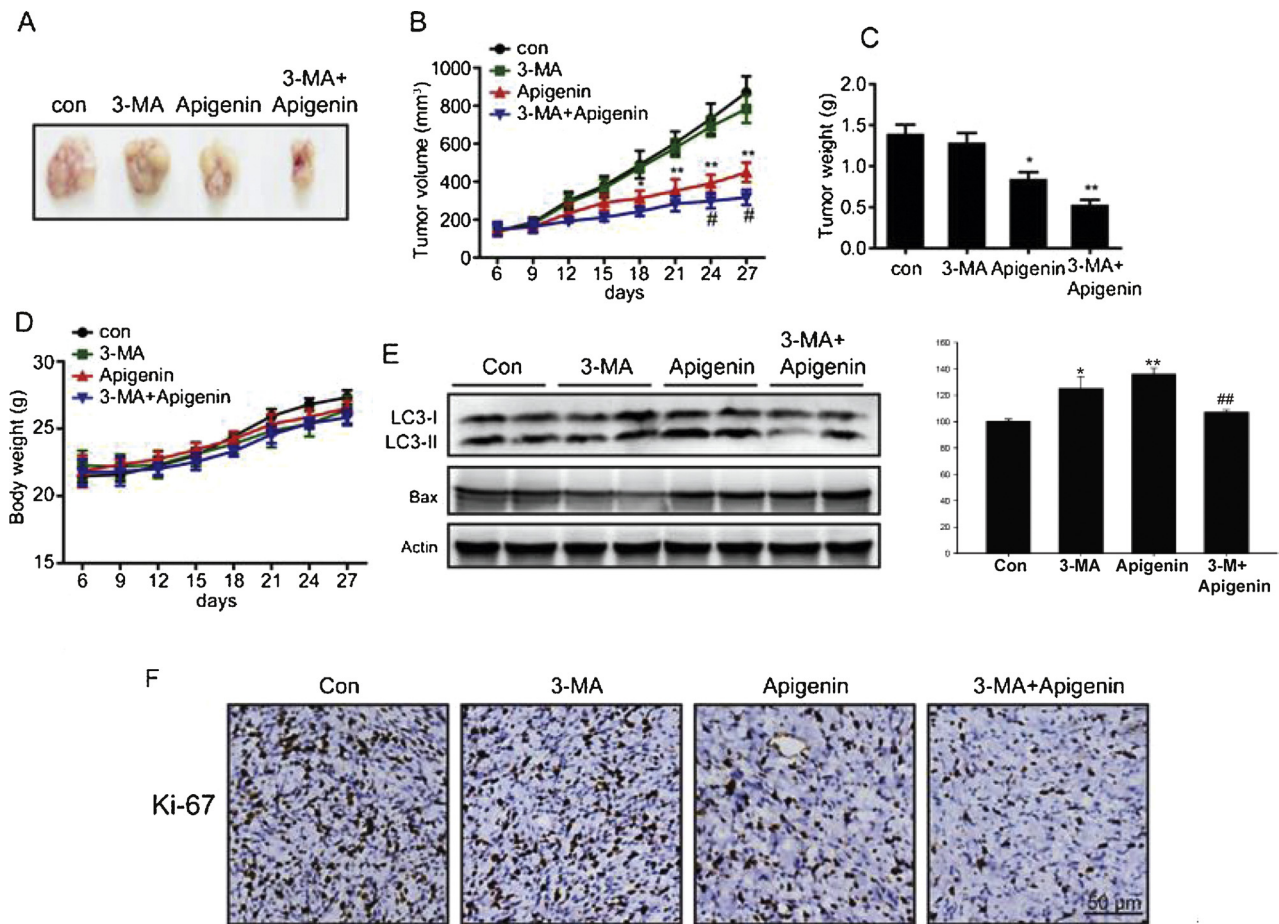 A
con 3-MA Apigenin 3-MA+
Apigenin
B
con
3-MA
Apigenin
3-MA+Apigenin
Tumor volume (mm³)
1000
800
600
400
200
0
* ** ** **
# #
6 9 12 15 18 21 24 27
days
C
Tumor weight (g)
2.0
1.5
1.0
0.5
0.0
* **
con 3-MA Apigenin 3-MA+
Apigenin
D
con
3-MA
Apigenin
3-MA+Apigenin
Body weight (g)
30
25
20
15
6 9 12 15 18 21 24 27
days
E
Con 3-MA Apigenin 3-MA+
Apigenin
LC3-I
LC3-II
Bax
Actin
160
140
120
100
80
60
40
20
0
* ** ##
Con 3-MA Apigenin 3-M+
Apigenin
F
Con 3-MA Apigenin 3-MA+Apigenin
Ki-67
50 µm